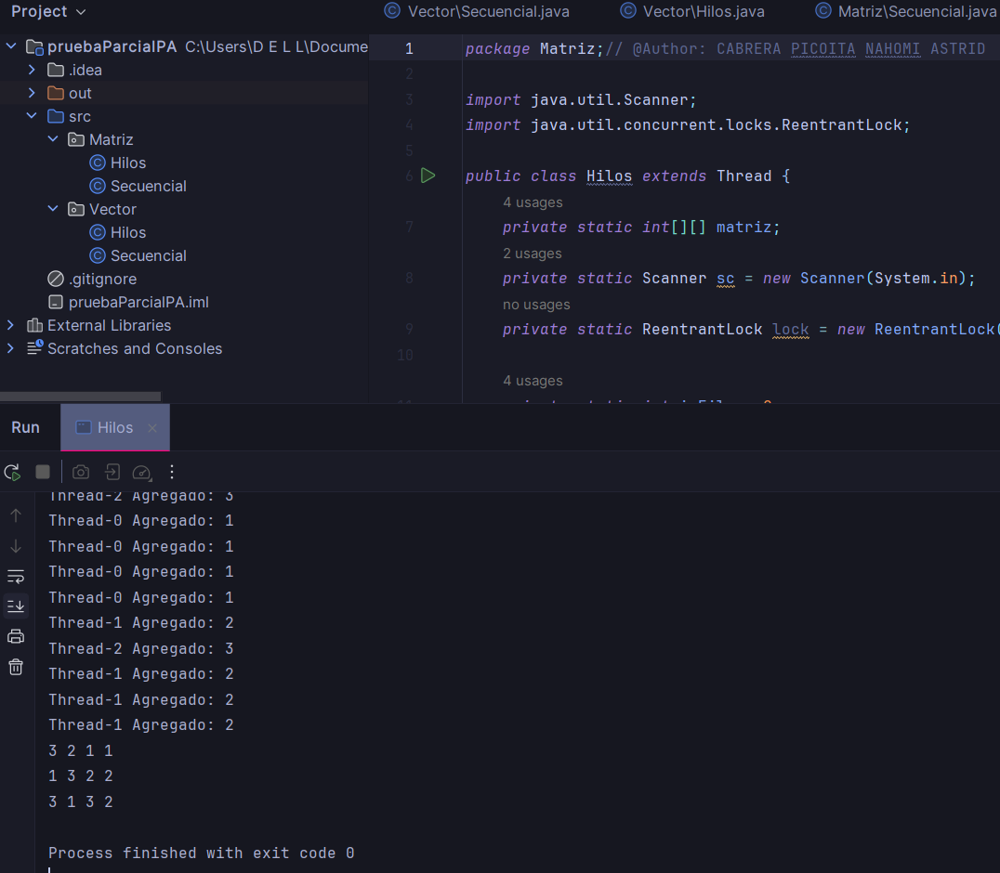 Project
Vector\Secuencial.java
Vector\Hilos.java
Matriz\Secuencial.java
pruebaParcialPA C:\Users\D E L L\Docume
.idea
out
src
Matriz
Hilos
Secuencial
Vector
Hilos
Secuencial
.gitignore
pruebaParcialPA.iml
External Libraries
Scratches and Consoles
1 package Matriz;// @Author: CABRERA PICOITA NAHOMI ASTRID
2
3 import java.util.Scanner;
4 import java.util.concurrent.locks.ReentrantLock;
5
6 public class Hilos extends Thread {
4 usages
7 private static int[][] matriz;
2 usages
8 private static Scanner sc = new Scanner(System.in);
no usages
9 private static ReentrantLock lock = new ReentrantLock(
10
4 usages
Run
Hilos
Thread-2 Agregado: 3
Thread-0 Agregado: 1
Thread-0 Agregado: 1
Thread-0 Agregado: 1
Thread-0 Agregado: 1
Thread-1 Agregado: 2
Thread-2 Agregado: 3
Thread-1 Agregado: 2
Thread-1 Agregado: 2
Thread-1 Agregado: 2
3 2 1 1
1 3 2 2
3 1 3 2
Process finished with exit code 0